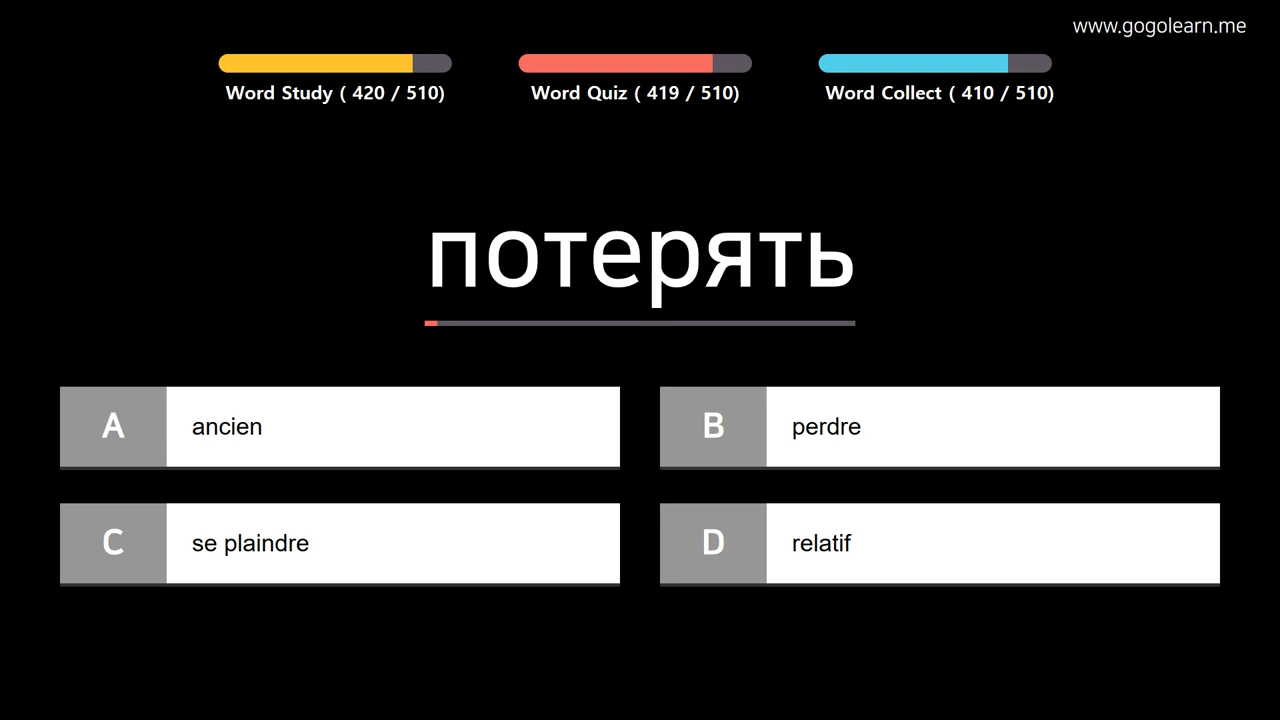 www.gogolearn.me
Word Study ( 420 / 510)
Word Quiz ( 419 / 510)
Word Collect ( 410 / 510)
потерять
A ancien
B perdre
C se plaindre
D relatif